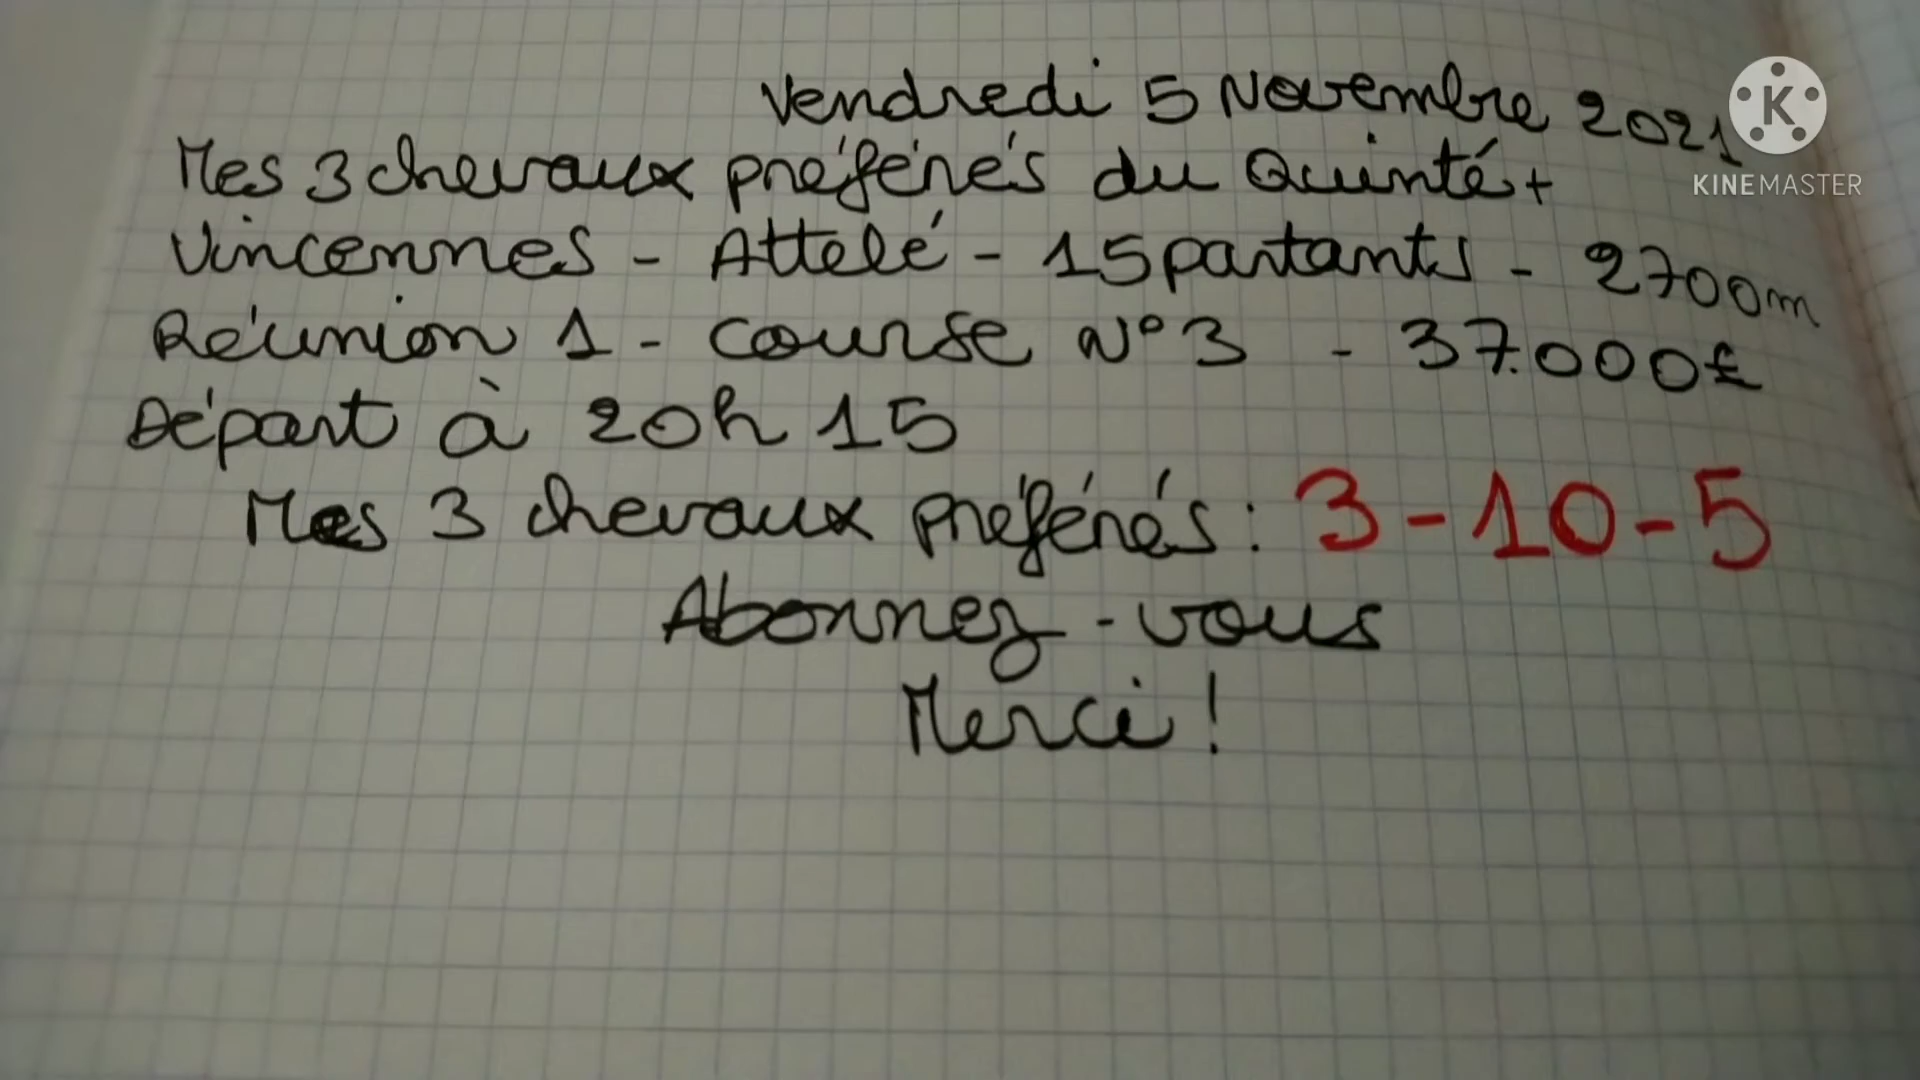 Vendredi 5 Novembre 2021
Mes 3 chevaux préférés du Quinté+
Vincennes - Attelé - 15 partants - 2700m
Réunion 1 - Course N° 3 - 37.000€
Départ à 20h15
Mes 3 chevaux préférés : 3-10-5
Abonnez-vous
Merci !
K
KINEMASTER